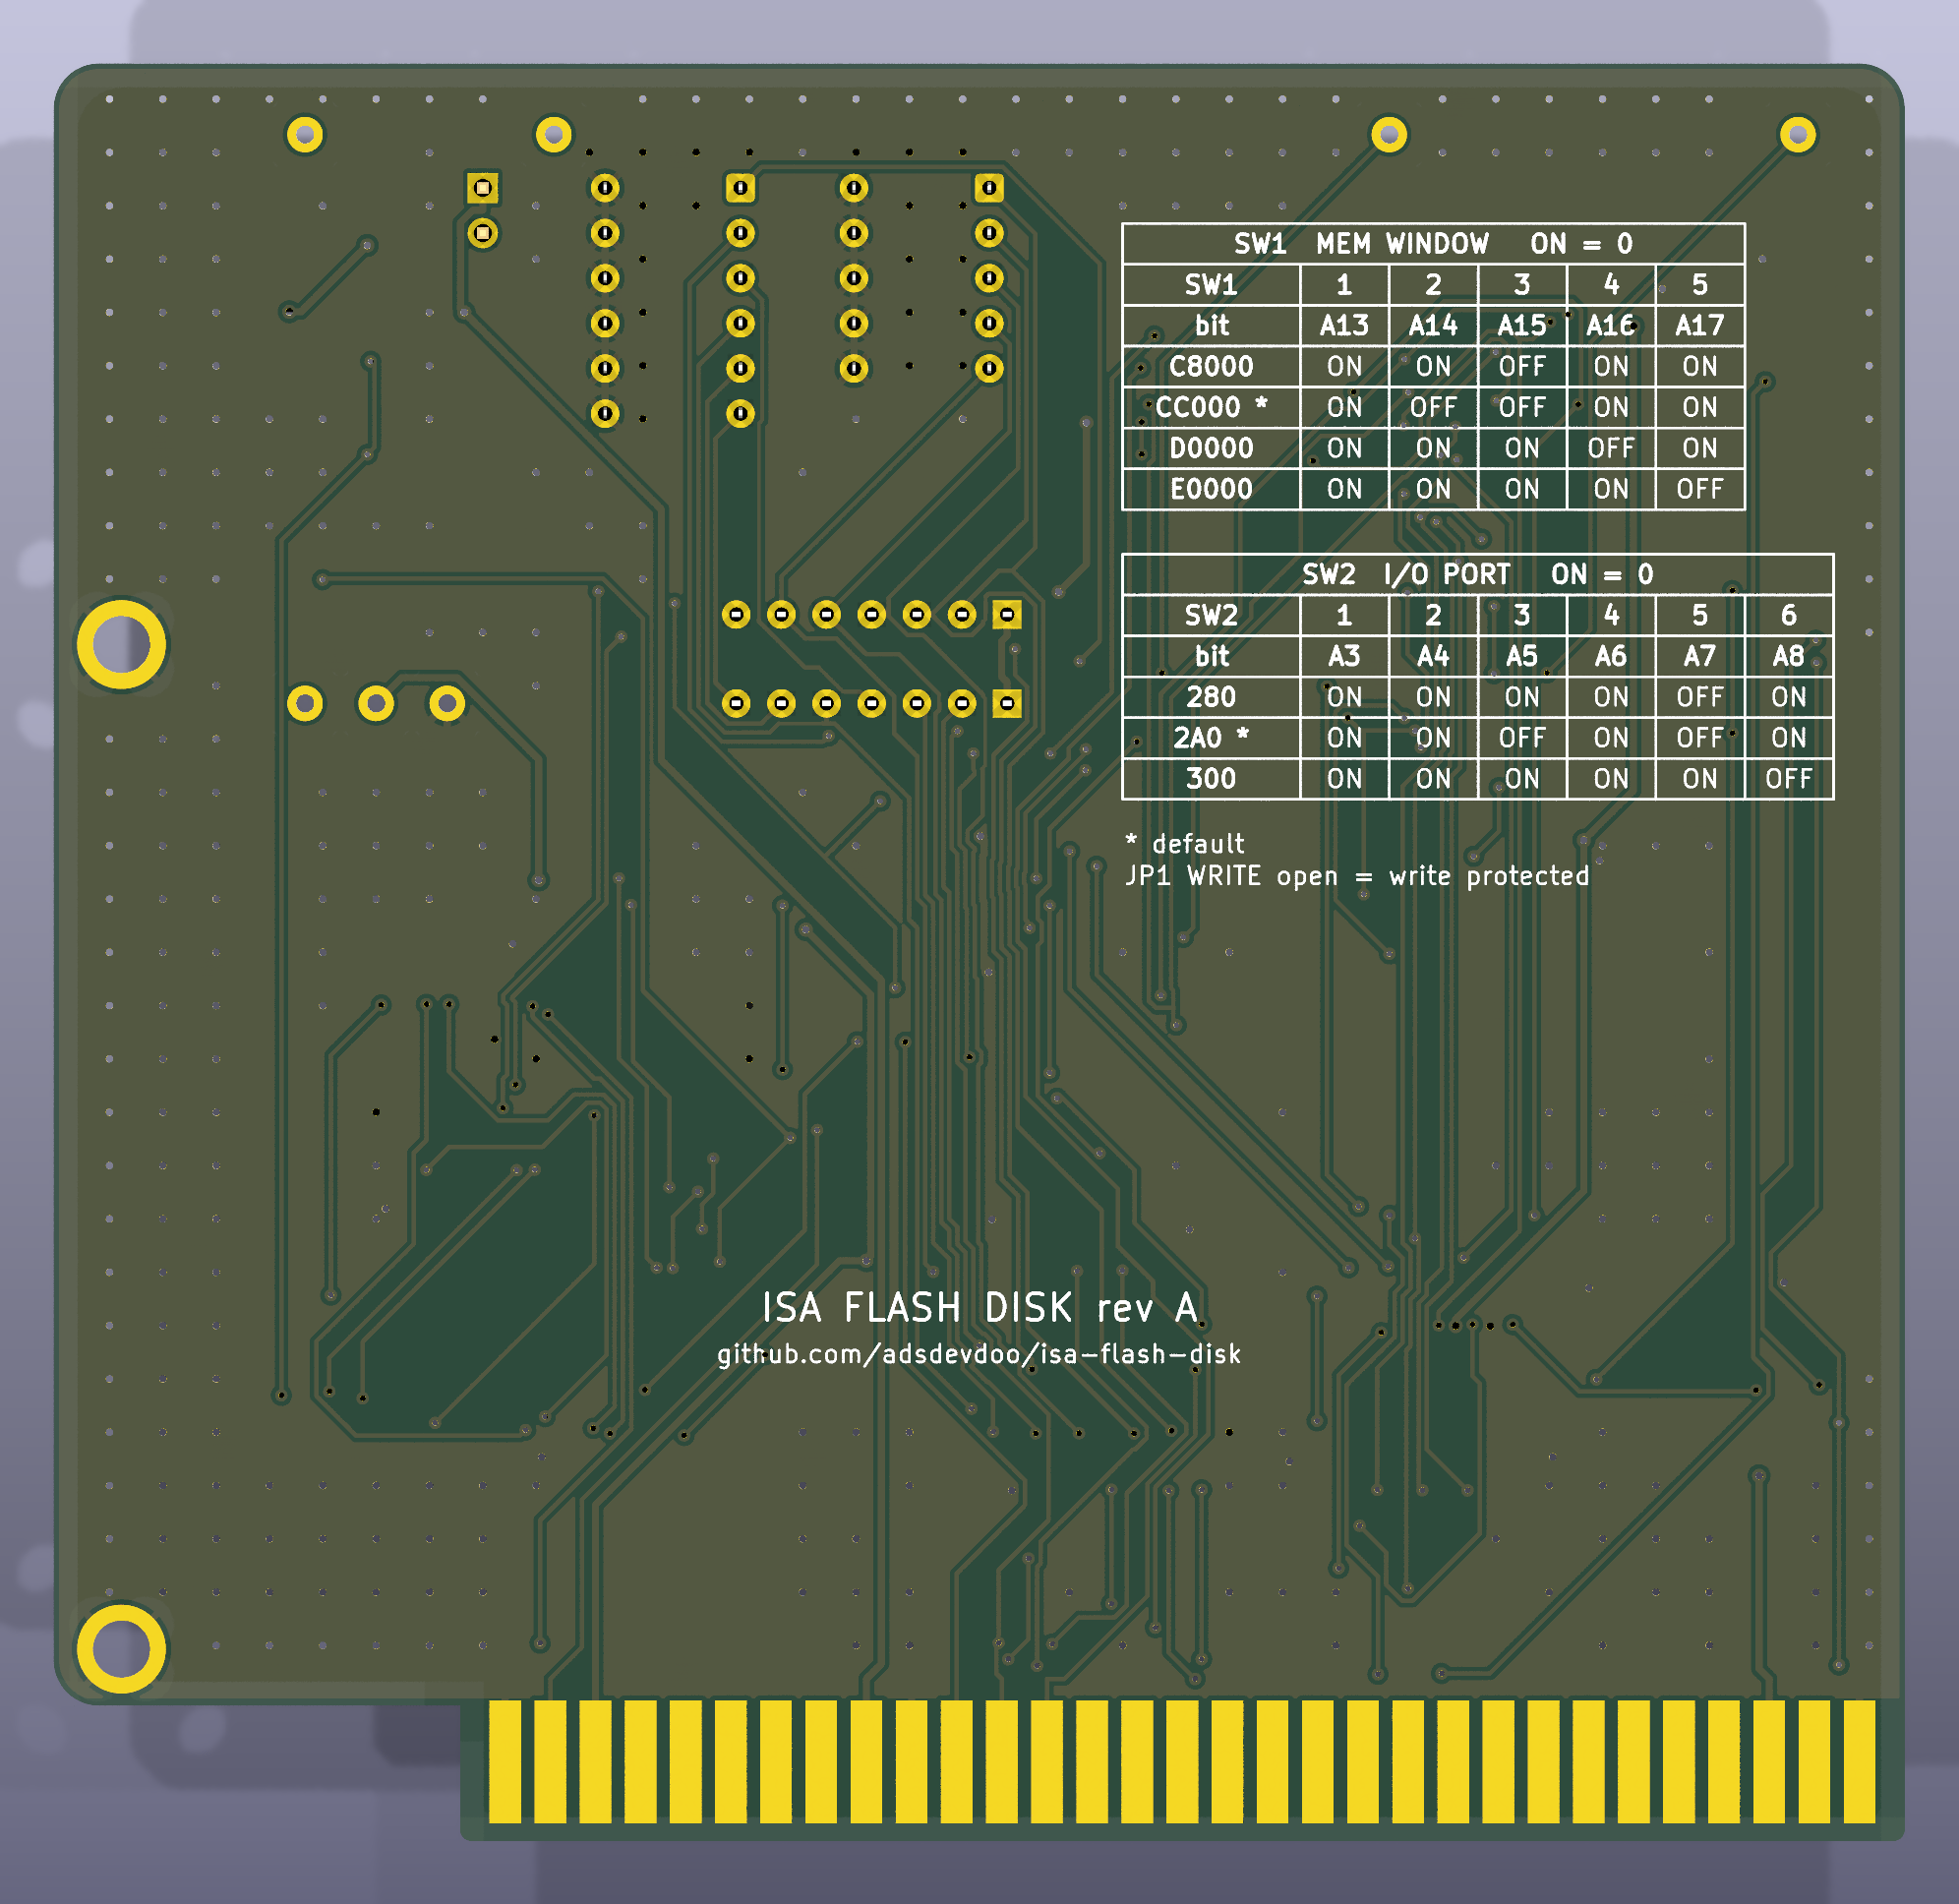 SW1 MEM WINDOW ON = 0
SW1 1 2 3 4 5
bit A13 A14 A15 A16 A17
C8000 ON ON OFF ON ON
CC000 * ON OFF OFF ON ON
D0000 ON ON ON OFF ON
E0000 ON ON ON ON OFF
SW2 I/O PORT ON = 0
SW2 1 2 3 4 5 6
bit A3 A4 A5 A6 A7 A8
280 ON ON ON ON OFF ON
2A0 * ON ON OFF ON OFF ON
300 ON ON ON ON ON OFF
* default
JP1 WRITE open = write protected
ISA FLASH DISK rev A
github.com/adsdevdoo/isa-flash-disk